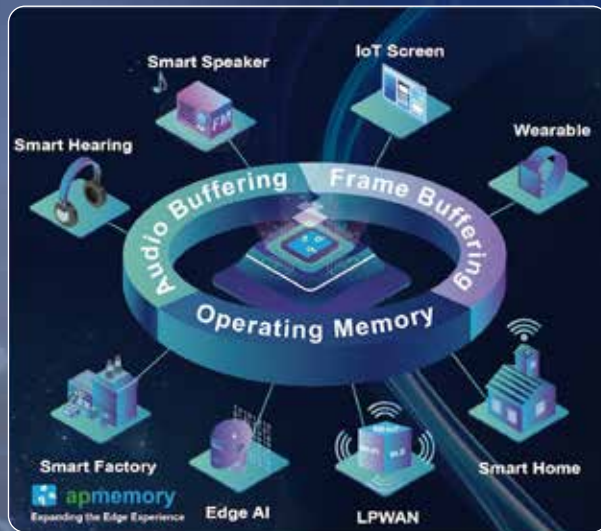 IoT Screen
Smart Speaker
Wearable
Smart Hearing
Audio Buffering
Frame Buffering
Operating Memory
Smart Factory
Edge AI
LPWAN
Smart Home
apmemory
Expanding the Edge Experience